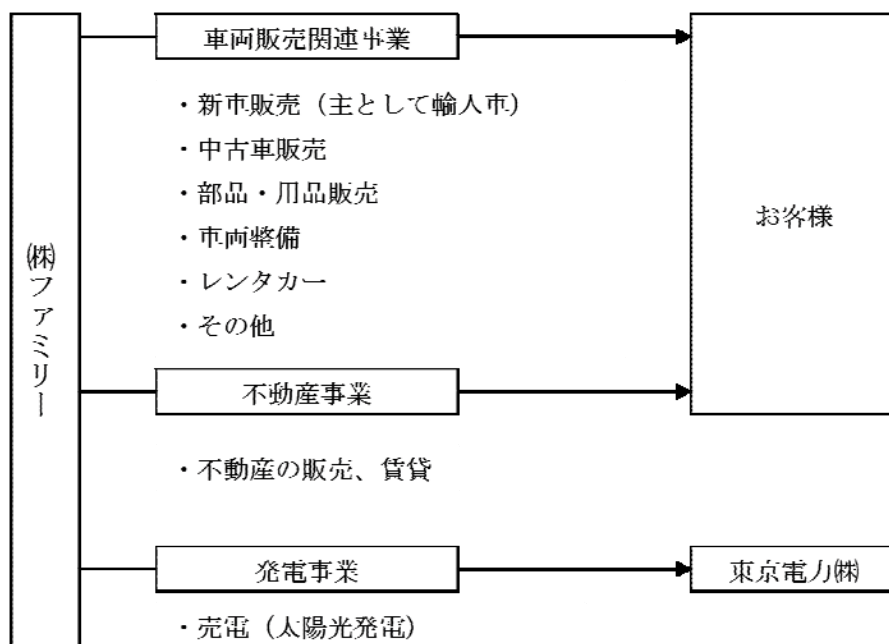 ㈱ファミリー
車両販売関連事業
・新車販売（主として輸入車）
・中古車販売
・部品・用品販売
・車両整備
・レンタカー
・その他
お客様
不動産事業
・不動産の販売、賃貸
発電事業
東京電力㈱
・売電（太陽光発電）